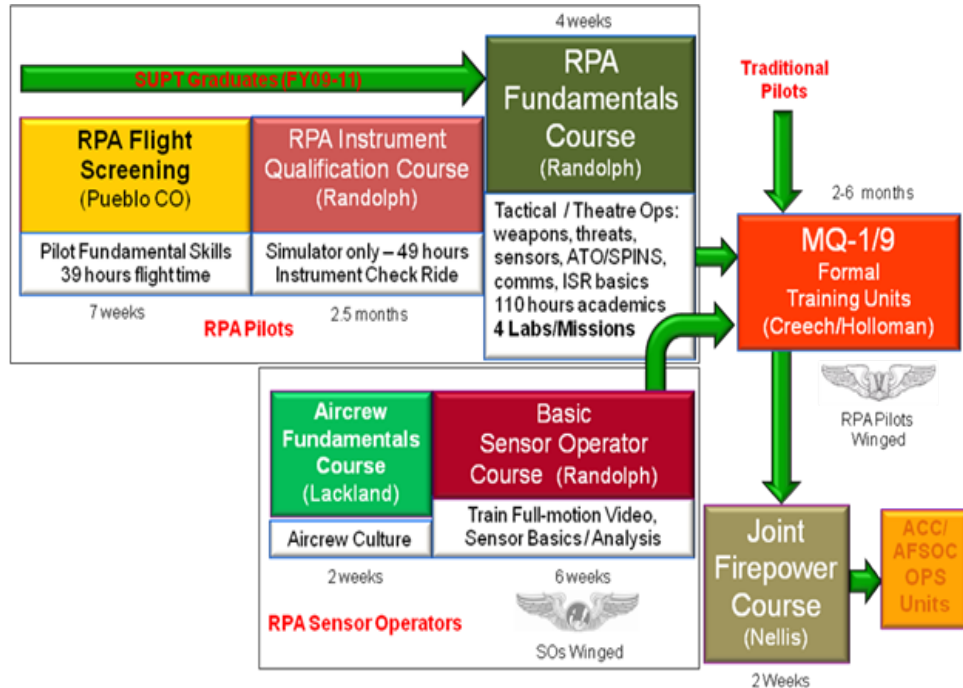 4 weeks
SUPT Graduates (FY09-11)
RPA
Fundamentals
Course
(Randolph)
Traditional
Pilots
RPA Flight
Screening
(Pueblo CO)
RPA Instrument
Qualification Course
(Randolph)
Pilot Fundamental Skills
39 hours flight time
Simulator only – 49 hours
Instrument Check Ride
Tactical / Theatre Ops:
weapons, threats,
sensors, ATO/SPINS,
comms, ISR basics
110 hours academics
4 Labs/Missions
7 weeks
2.5 months
RPA Pilots
2-6 months
MQ-1/9
Formal
Training Units
(Creech/Holloman)
RPA Pilots
Winged
Aircrew
Fundamentals
Course
(Lackland)
Basic
Sensor Operator
Course (Randolph)
Aircrew Culture
Train Full-motion Video,
Sensor Basics / Analysis
2 weeks
6 weeks
RPA Sensor Operators
SOs Winged
Joint
Firepower
Course
(Nellis)
2 Weeks
ACC/
AFSOC
OPS
Units